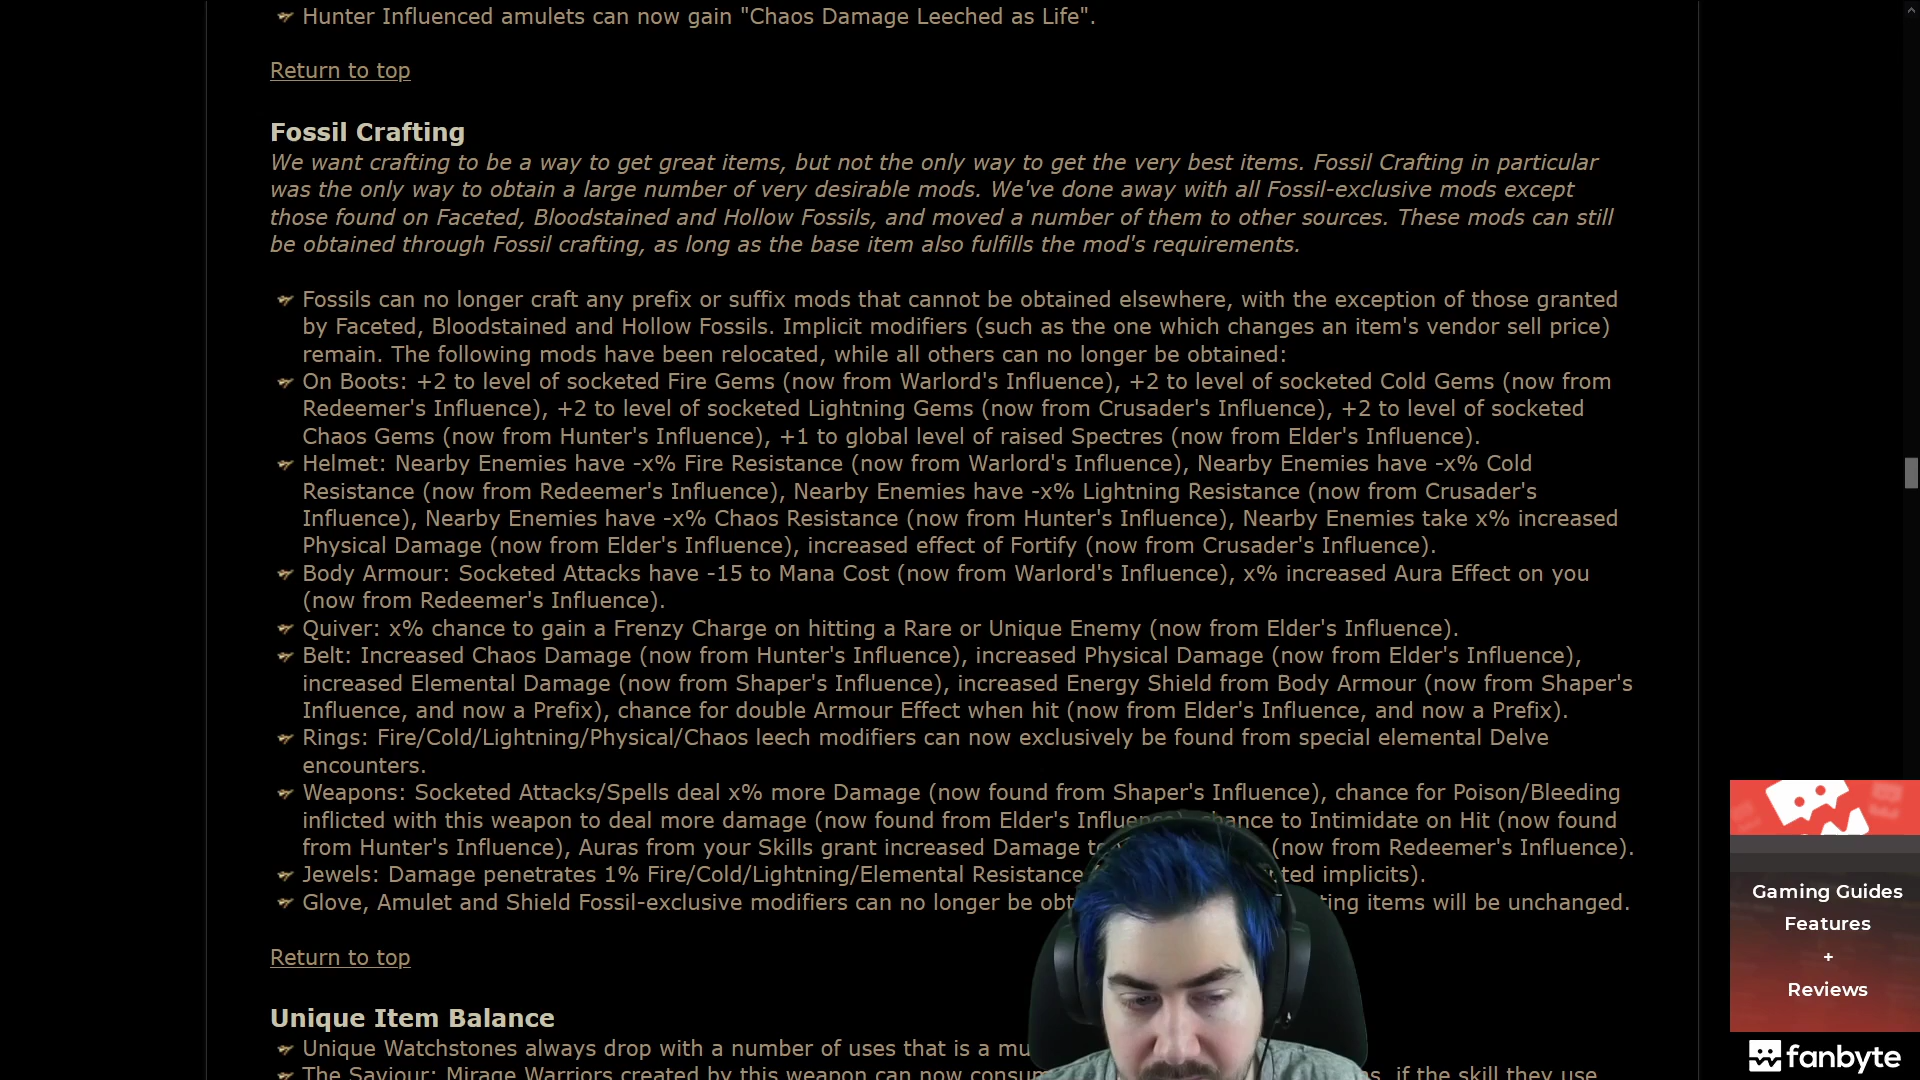 Hunter Influenced amulets can now gain "Chaos Damage Leeched as Life".
Return to top
Fossil Crafting
We want crafting to be a way to get great items, but not the only way to get the very best items. Fossil Crafting in particular
was the only way to obtain a large number of very desirable mods. We've done away with all Fossil-exclusive mods except
those found on Faceted, Bloodstained and Hollow Fossils, and moved a number of them to other sources. These mods can still
be obtained through Fossil crafting, as long as the base item also fulfills the mod's requirements.
Fossils can no longer craft any prefix or suffix mods that cannot be obtained elsewhere, with the exception of those granted
by Faceted, Bloodstained and Hollow Fossils. Implicit modifiers (such as the one which changes an item's vendor sell price)
remain. The following mods have been relocated, while all others can no longer be obtained:
On Boots: +2 to level of socketed Fire Gems (now from Warlord's Influence), +2 to level of socketed Cold Gems (now from
Redeemer's Influence), +2 to level of socketed Lightning Gems (now from Crusader's Influence), +2 to level of socketed
Chaos Gems (now from Hunter's Influence), +1 to global level of raised Spectres (now from Elder's Influence).
Helmet: Nearby Enemies have -x% Fire Resistance (now from Warlord's Influence), Nearby Enemies have -x% Cold
Resistance (now from Redeemer's Influence), Nearby Enemies have -x% Lightning Resistance (now from Crusader's
Influence), Nearby Enemies have -x% Chaos Resistance (now from Hunter's Influence), Nearby Enemies take x% increased
Physical Damage (now from Elder's Influence), increased effect of Fortify (now from Crusader's Influence).
Body Armour: Socketed Attacks have -15 to Mana Cost (now from Warlord's Influence), x% increased Aura Effect on you
(now from Redeemer's Influence).
Quiver: x% chance to gain a Frenzy Charge on hitting a Rare or Unique Enemy (now from Elder's Influence).
Belt: Increased Chaos Damage (now from Hunter's Influence), increased Physical Damage (now from Elder's Influence),
increased Elemental Damage (now from Shaper's Influence), increased Energy Shield from Body Armour (now from Shaper's
Influence, and now a Prefix), chance for double Armour Effect when hit (now from Elder's Influence, and now a Prefix).
Rings: Fire/Cold/Lightning/Physical/Chaos leech modifiers can now exclusively be found from special elemental Delve
encounters.
Weapons: Socketed Attacks/Spells deal x% more Damage (now found from Shaper's Influence), chance for Poison/Bleeding
inflicted with this weapon to deal more damage (now found from Elder's to Intimidate on Hit (now found
from Hunter's Influence), Auras from your Skills grant increased Damage (now from Redeemer's Influence).
Jewels: Damage penetrates 1% Fire/Cold/Lightning/Elemental Resistance implicits).
Glove, Amulet and Shield Fossil-exclusive modifiers can no longer be items will be unchanged.
Return to top
Unique Item Balance
Unique Watchstones always drop with a number of uses that is a
The Saviour: Mirage Warriors created by this weapon can now if the skill they use
Gaming Guides
Features
+
Reviews
fanbyte